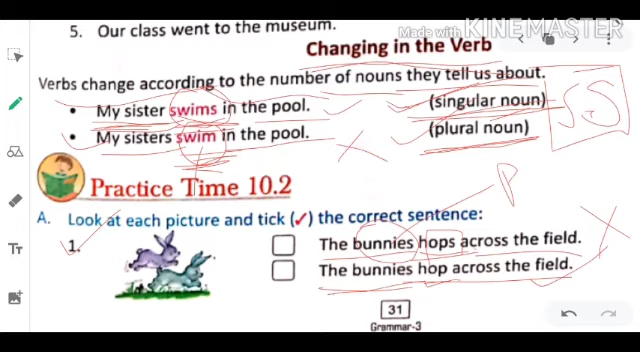 5. Our class went to the museum.
Made with KINEMASTER
Changing in the Verb
Verbs change according to the number of nouns they tell us about.
• My sister swims in the pool. (singular noun) SS
• My sisters swim in the pool. (plural noun)
Practice Time 10.2
P
A. Look at each picture and tick (✓) the correct sentence:
1. The bunnies hops across the field.
The bunnies hop across the field.
31
Grammar-3
Tт